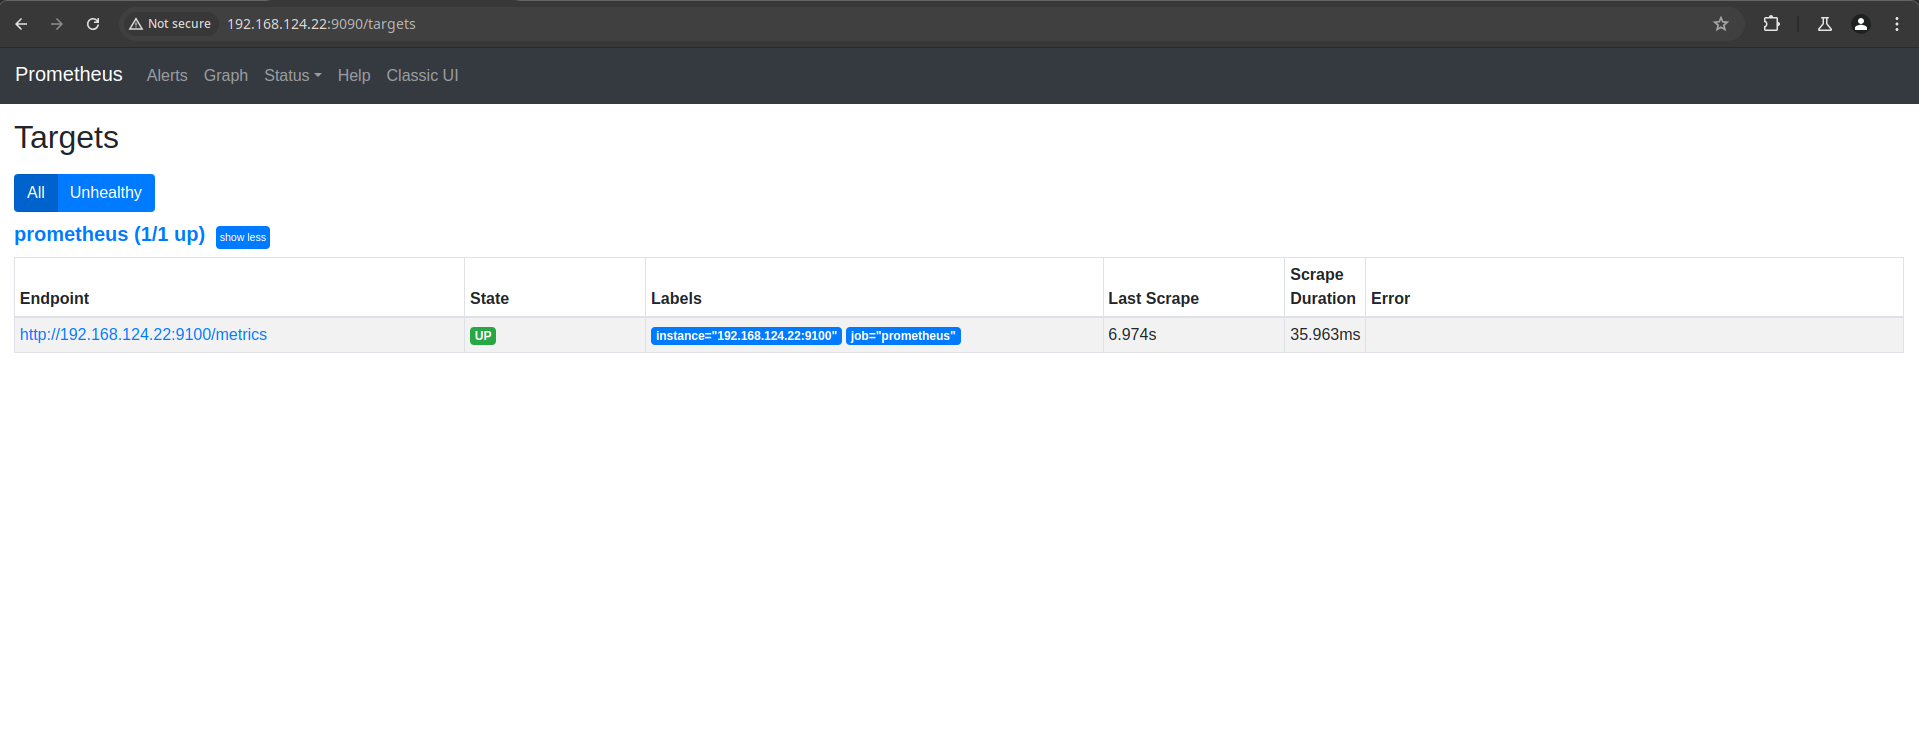 Not secure 192.168.124.22:9090/targets
Prometheus Alerts Graph Status Help Classic UI
Targets
All Unhealthy
prometheus (1/1 up) show less
Endpoint State Labels Last Scrape Scrape Duration Error
http://192.168.124.22:9100/metrics UP instance="192.168.124.22:9100" job="prometheus" 6.974s 35.963ms